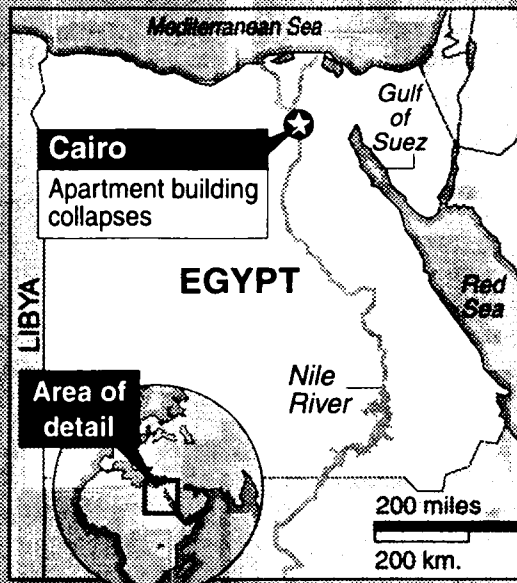 Mediterranean Sea
Gulf
of
Suez
Cairo
Apartment building
collapses
EGYPT
Red
Sea
LIBYA
Nile
River
Area of
detail
200 miles
200 km.